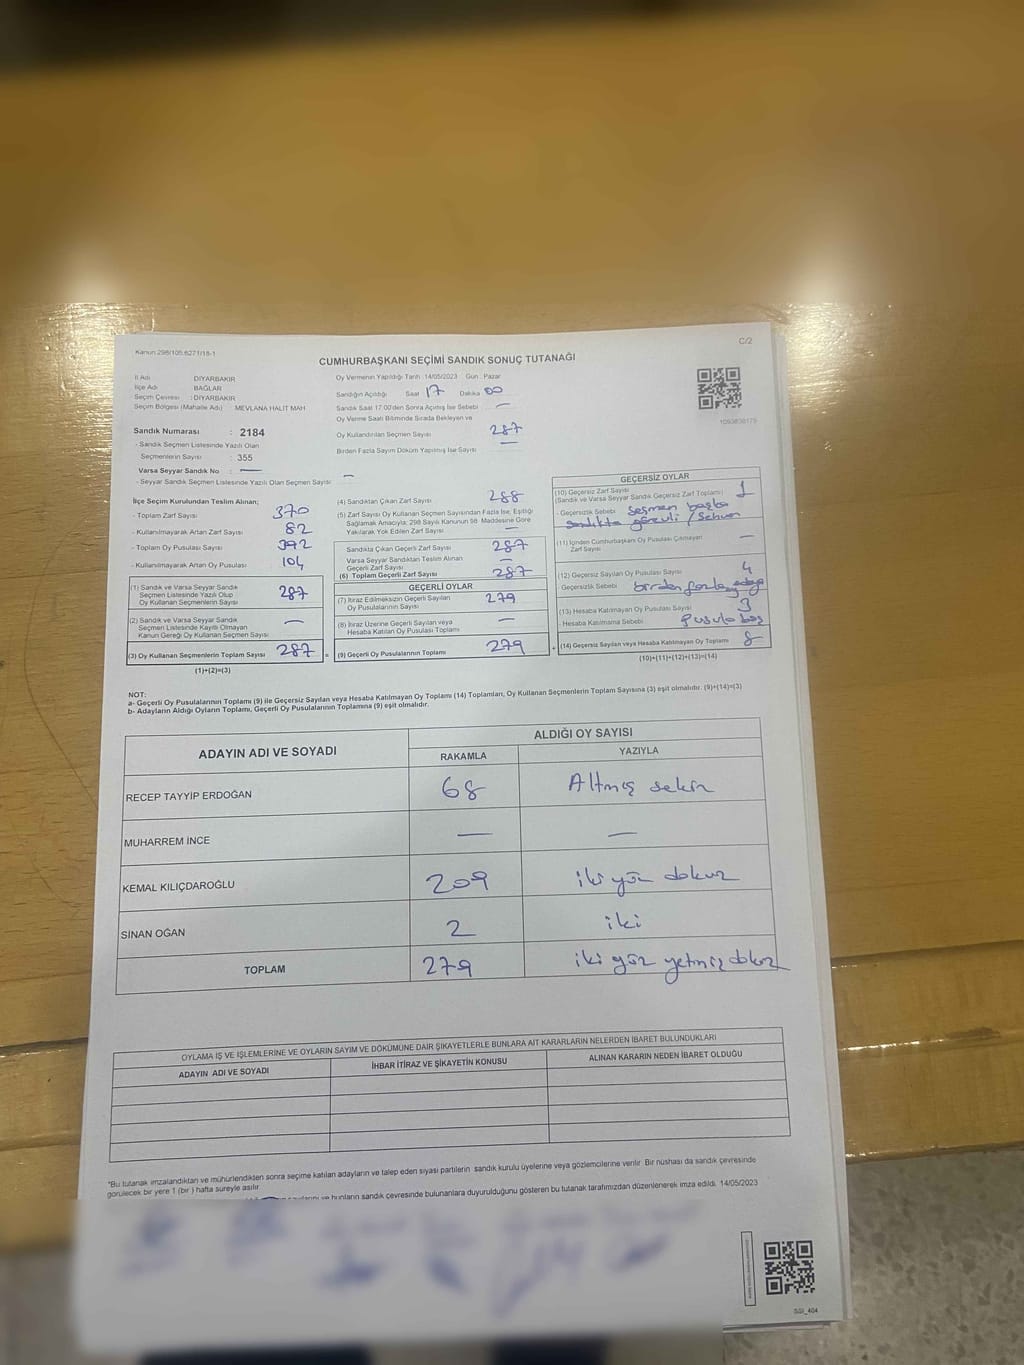 Kanun:298/105:6271/18-1
C/2
CUMHURBAŞKANI SEÇİMİ SANDIK SONUÇ TUTANAĞI
İl Adı DİYARBAKIR
İlçe Adı BAĞLAR
Seçim Çevresi : DİYARBAKIR
Seçim Bölgesi (Mahalle Adı) MEVLANA HALİT MAH
Sandık Numarası : 2184
- Sandık Seçmen Listesinde Yazılı Olan
Seçmenlerin Sayısı : 355
Varsa Seyyar Sandık No : —
- Seyyar Sandık Seçmen Listesinde Yazılı Olan Seçmen Sayısı —
Oy Vermenin Yapıldığı Tarih :14/05/2023 Gün : Pazar
Sandığın Açıldığı Saat 17 Dakika 00
Sandık Saat 17:00'den Sonra Açılmış İse Sebebi —
Oy Verme Saati Bitiminde Sırada Bekleyen ve
Oy Kullandırılan Seçmen Sayısı 287
Birden Fazla Sayım Döküm Yapılmış İse Sayısı —
1093838175
İlçe Seçim Kurulundan Teslim Alınan;
- Toplam Zarf Sayısı 370
- Kullanılmayarak Artan Zarf Sayısı 82
- Toplam Oy Pusulası Sayısı 392
- Kullanılmayarak Artan Oy Pusulası 104
(1) Sandık ve Varsa Seyyar Sandık
Seçmen Listesinde Yazılı Olup
Oy Kullanan Seçmenlerin Sayısı 287
(2) Sandık ve Varsa Seyyar Sandık
Seçmen Listesinde Kayıtlı Olmayan
Kanun Gereği Oy Kullanan Seçmen Sayısı —
(3) Oy Kullanan Seçmenlerin Toplam Sayısı 287 =
(1)+(2)=(3)
(4) Sandıktan Çıkan Zarf Sayısı 288
(5) Zarf Sayısı Oy Kullanan Seçmen Sayısından Fazla İse, Eşitliği
Sağlamak Amacıyla; 298 Sayılı Kanunun 98. Maddesine Göre
Yakılarak Yok Edilen Zarf Sayısı —
Sandıkta Çıkan Geçerli Zarf Sayısı 287
Varsa Seyyar Sandıktan Teslim Alınan
Geçerli Zarf Sayısı —
(6) Toplam Geçerli Zarf Sayısı 287
GEÇERLİ OYLAR
(7) İtiraz Edilmeksizin Geçerli Sayılan
Oy Pusulalarının Sayısı 279
(8) İtiraz Üzerine Geçerli Sayılan veya
Hesaba Katılan Oy Pusulası Toplamı —
(9) Geçerli Oy Pusulalarının Toplamı 279 +
GEÇERSİZ OYLAR
(10) Geçersiz Zarf Sayısı
(Sandık ve Varsa Seyyar Sandık Geçersiz Zarf Toplamı) 1
- Geçersizlik Sebebi seçmen başka
sandıkta görevli /
(11) İçinden Cumhurbaşkanı Oy Pusulası Çıkmayan
Zarf Sayısı —
(12) Geçersiz Sayılan Oy Pusulası Sayısı 4
Geçersizlik Sebebi birden fazla adaya
(13) Hesaba Katılmayan Oy Pusulası Sayısı 3
- Hesaba Katılmama Sebebi Pusula boş
(14) Geçersiz Sayılan veya Hesaba Katılmayan Oy Toplamı 8
(10)+(11)+(12)+(13)=(14)
NOT:
a- Geçerli Oy Pusulalarının Toplamı (9) ile Geçersiz Sayılan veya Hesaba Katılmayan Oy Toplamı (14) Toplamları, Oy Kullanan Seçmenlerin Toplam Sayısına (3) eşit olmalıdır. (9)+(14)=(3)
b- Adayların Aldığı Oyların Toplamı, Geçerli Oy Pusulalarının Toplamına (9) eşit olmalıdır.
ADAYIN ADI VE SOYADI ALDIĞI OY SAYISI
RAKAMLA YAZIYLA
RECEP TAYYİP ERDOĞAN 68 Altmış sekiz
MUHARREM İNCE — —
KEMAL KILIÇDAROĞLU 209 iki yüz dokuz
SİNAN OĞAN 2 iki
TOPLAM 279 iki yüz yetmiş dokuz
OYLAMA İŞ VE İŞLEMLERİNE VE OYLARIN SAYIM VE DÖKÜMÜNE DAİR ŞİKAYETLERLE BUNLARA AİT KARARLARIN NELERDEN İBARET BULUNDUKLARI
ADAYIN ADI VE SOYADI İHBAR İTİRAZ VE ŞİKAYETİN KONUSU ALINAN KARARIN NEDEN İBARET OLDUĞU
*Bu tutanak imzalandıktan ve mühürlendikten sonra seçime katılan adayların ve talep eden siyasi partilerin sandık kurulu üyelerine veya gözlemcilerine verilir. Bir nüshası da sandık çevresinde
görülecek bir yere 1 (bir ) hafta süreyle asılır.
ve bunların sandık çevresinde bulunanlara duyurulduğunu gösteren bu tutanak tarafımızdan düzenlenerek imza edildi. 14/05/2023
SGI_404